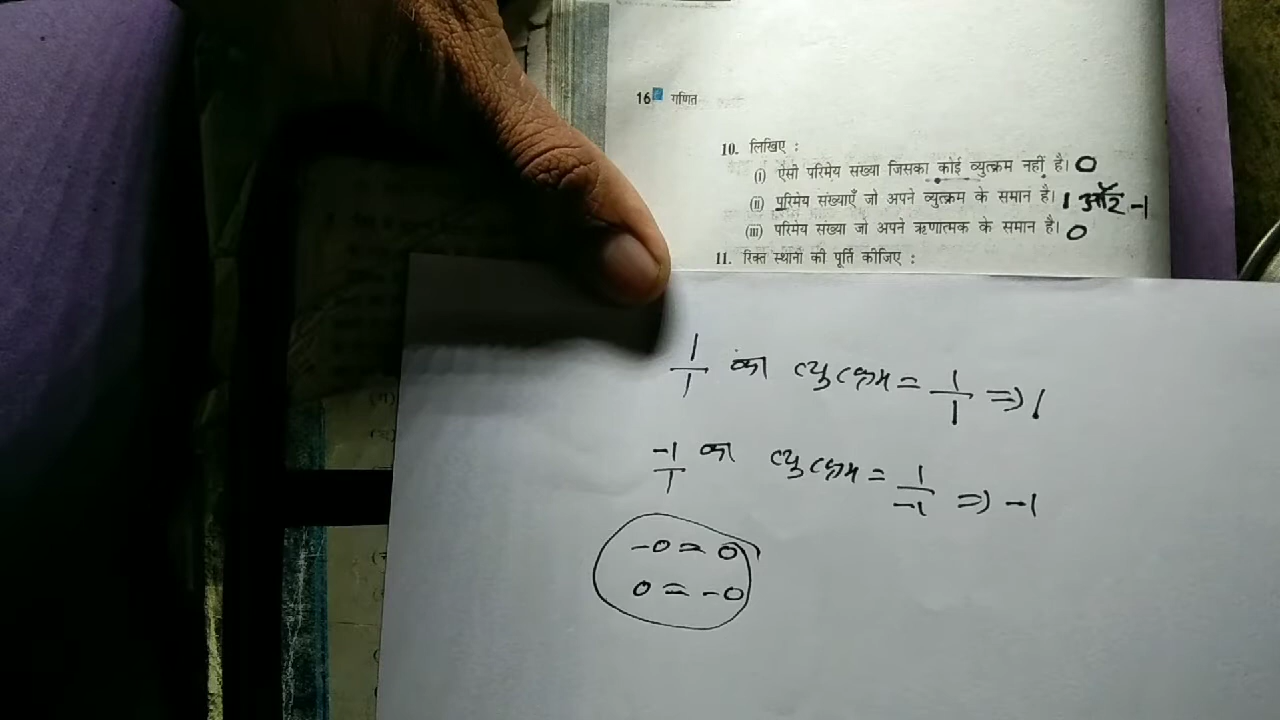 16 गणित
10. लिखिए :
(i) ऐसी परिमेय संख्या जिसका कोई व्युत्क्रम नहीं है। 0
(ii) परिमेय संख्याएँ जो अपने व्युत्क्रम के समान है। 1 और -1
(iii) परिमेय संख्या जो अपने ऋणात्मक के समान है। 0
11. रिक्त स्थानों की पूर्ति कीजिए :
1/1 का व्युत्क्रम = 1/1 => 1
-1/1 का व्युत्क्रम = 1/-1 => -1
-0 = 0
0 = -0